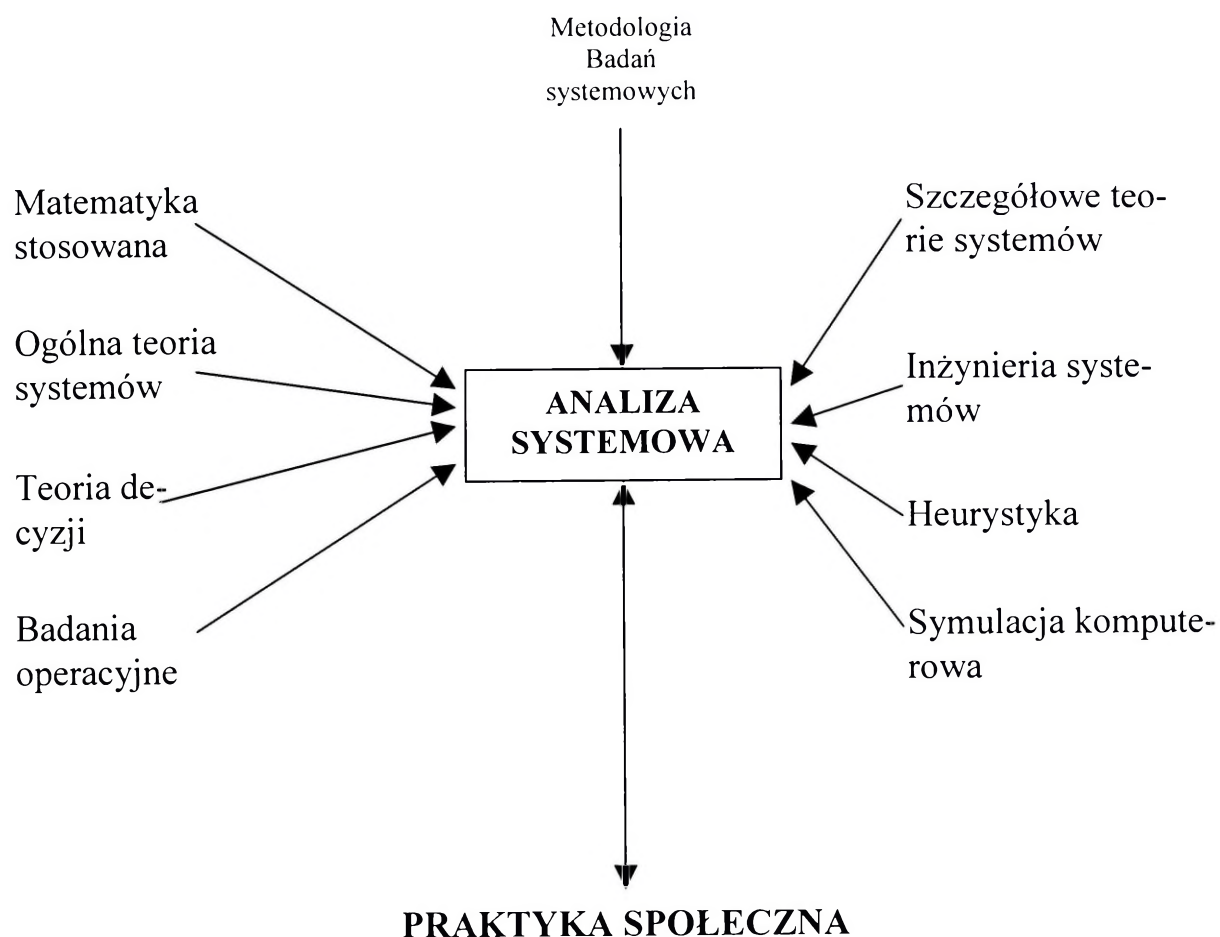 Metodologia
Badań
systemowych
Matematyka
stosowana
Ogólna teoria
systemów
Teoria de-
cyzji
Badania
operacyjne
ANALIZA
SYSTEMOWA
Szczegółowe teo-
rie systemów
Inżynieria syste-
mów
Heurystyka
Symulacja kompute-
rowa
PRAKTYKA SPOŁECZNA